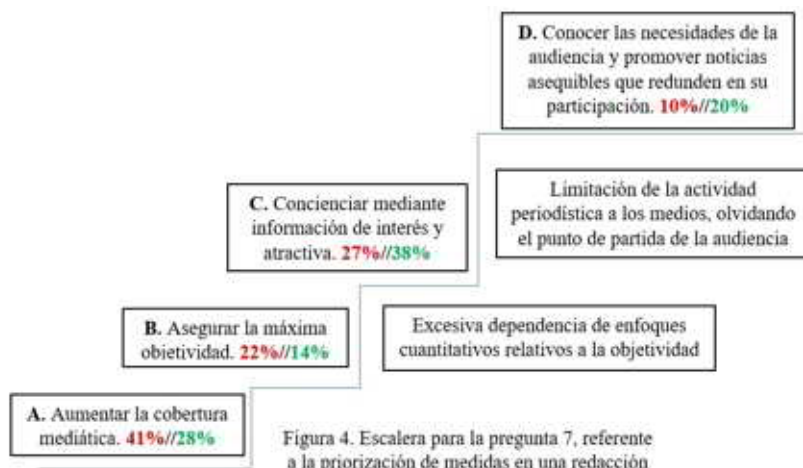 D. Conocer las necesidades de la
audiencia y promover noticias
asequibles que redunden en su
participación. 10%//20%
C. Concienciar mediante
información de interés y
atractiva. 27%//38%
Limitación de la actividad
periodística a los medios, olvidando
el punto de partida de la audiencia
B. Asegurar la máxima
objetividad. 22%//14%
Excesiva dependencia de enfoques
cuantitativos relativos a la objetividad
A. Aumentar la cobertura
mediática. 41%//28%
Figura 4. Escalera para la pregunta 7, referente
a la priorización de medidas en una redacción